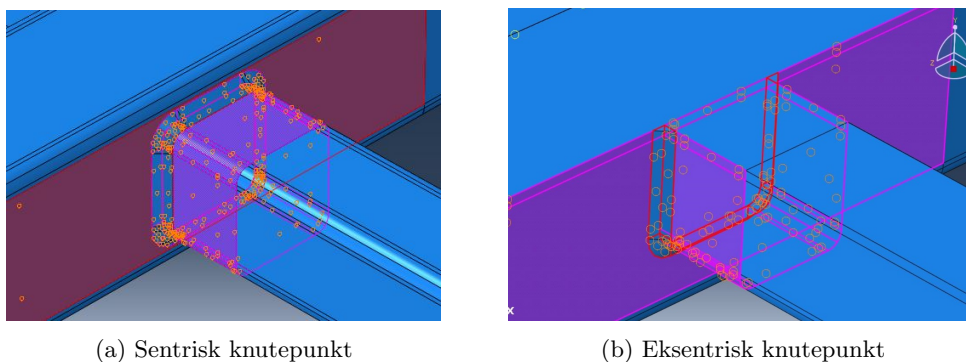 Y
Z
X
(a) Sentrisk knutepunkt
(b) Eksentrisk knutepunkt